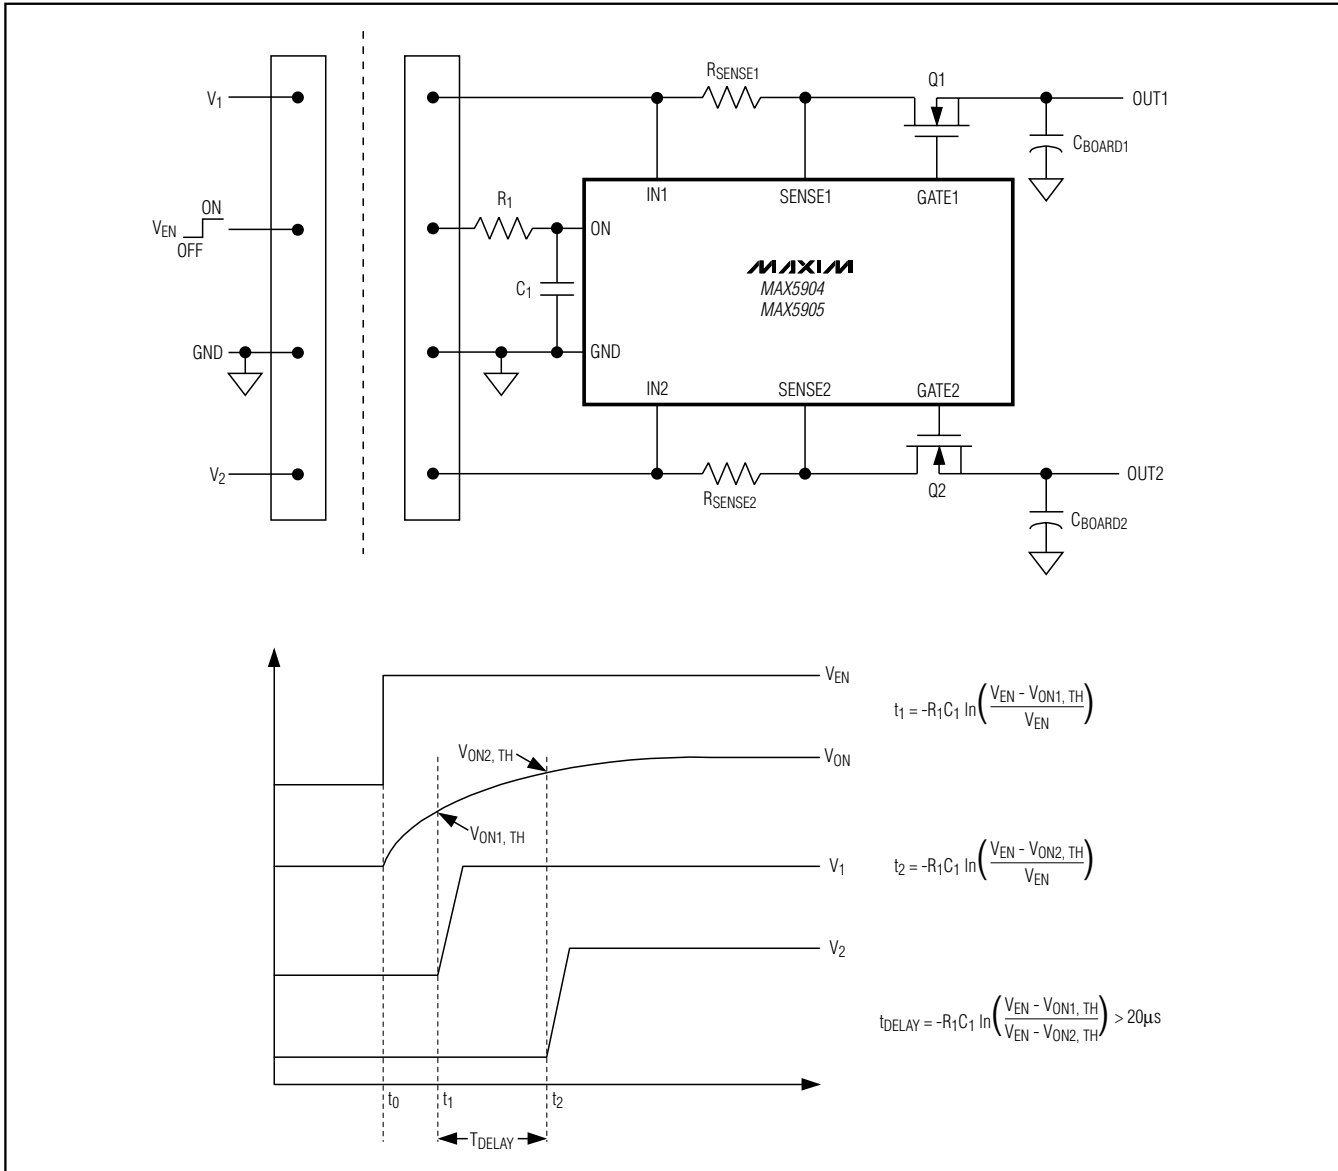 RSENSE1
Q1
V1
OUT1
CBOARD1
IN1
SENSE1
GATE1
R1
ON
VEN
OFF
ON
MAXIM
MAX5904
MAX5905
C1
GND
GND
IN2
SENSE2
GATE2
V2
RSENSE2
Q2
OUT2
CBOARD2
VEN
t1 = -R1C1 ln(VEN - VON1, TH / VEN)
VON2, TH
VON
VON1, TH
V1
t2 = -R1C1 ln(VEN - VON2, TH / VEN)
V2
tDELAY = -R1C1 ln(VEN - VON1, TH / VEN - VON2, TH) > 20μs
t0
t1
t2
TDELAY